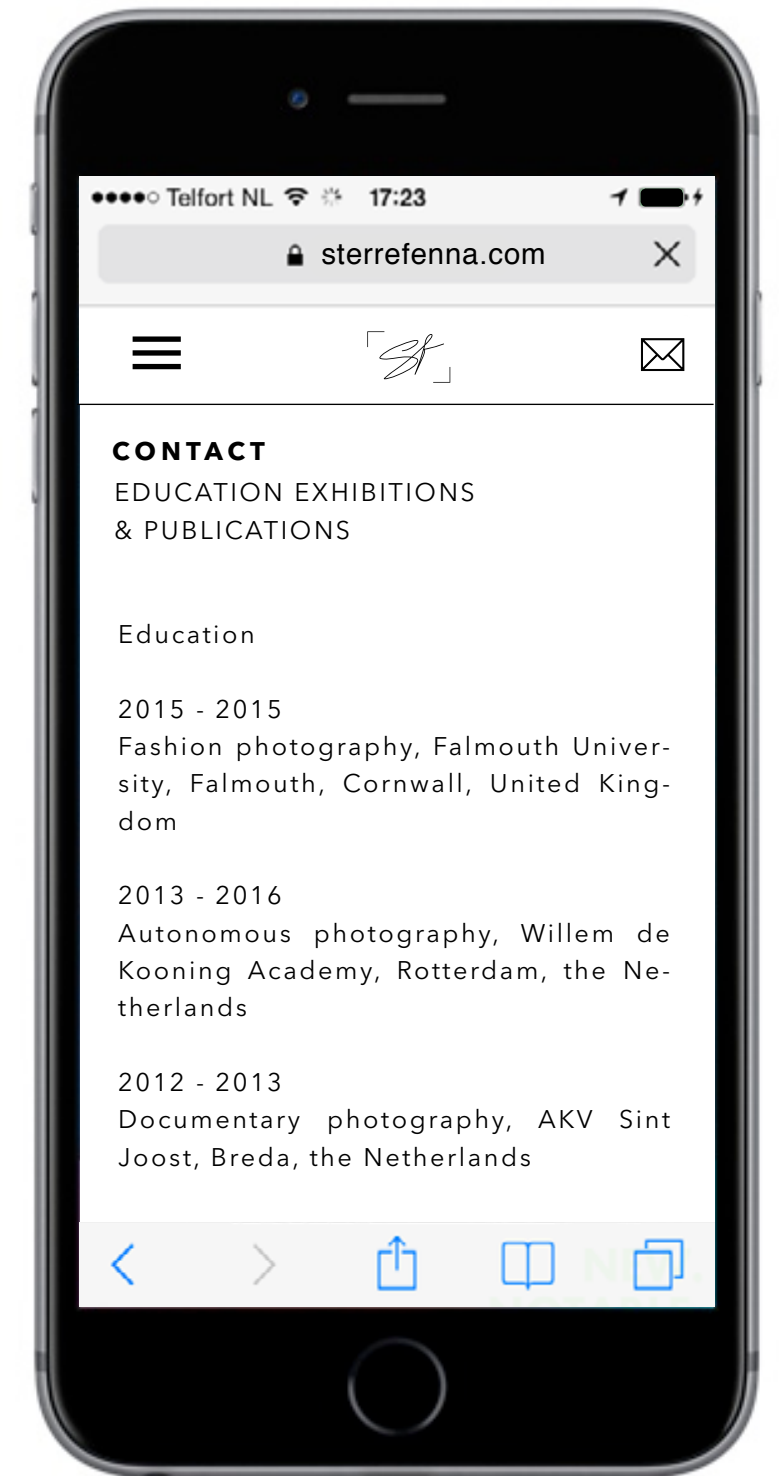 Telfort NL 17:23
sterrefenna.com
Sf
CONTACT
EDUCATION EXHIBITIONS
& PUBLICATIONS
Education
2015 - 2015
Fashion photography, Falmouth Univer-
sity, Falmouth, Cornwall, United King-
dom
2013 - 2016
Autonomous photography, Willem de
Kooning Academy, Rotterdam, the Ne-
therlands
2012 - 2013
Documentary photography, AKV Sint
Joost, Breda, the Netherlands